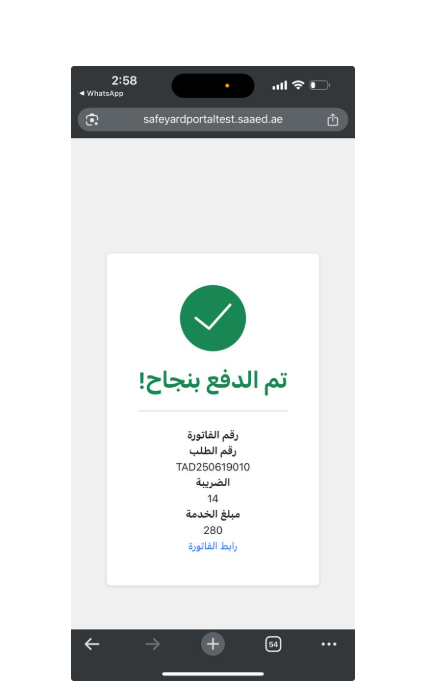 2:58
◀ WhatsApp
safeyardportaltest.saaed.ae
تم الدفع بنجاح!
رقم الفاتورة
رقم الطلب
TAD250619010
الضريبة
14
مبلغ الخدمة
280
رابط الفاتورة
54